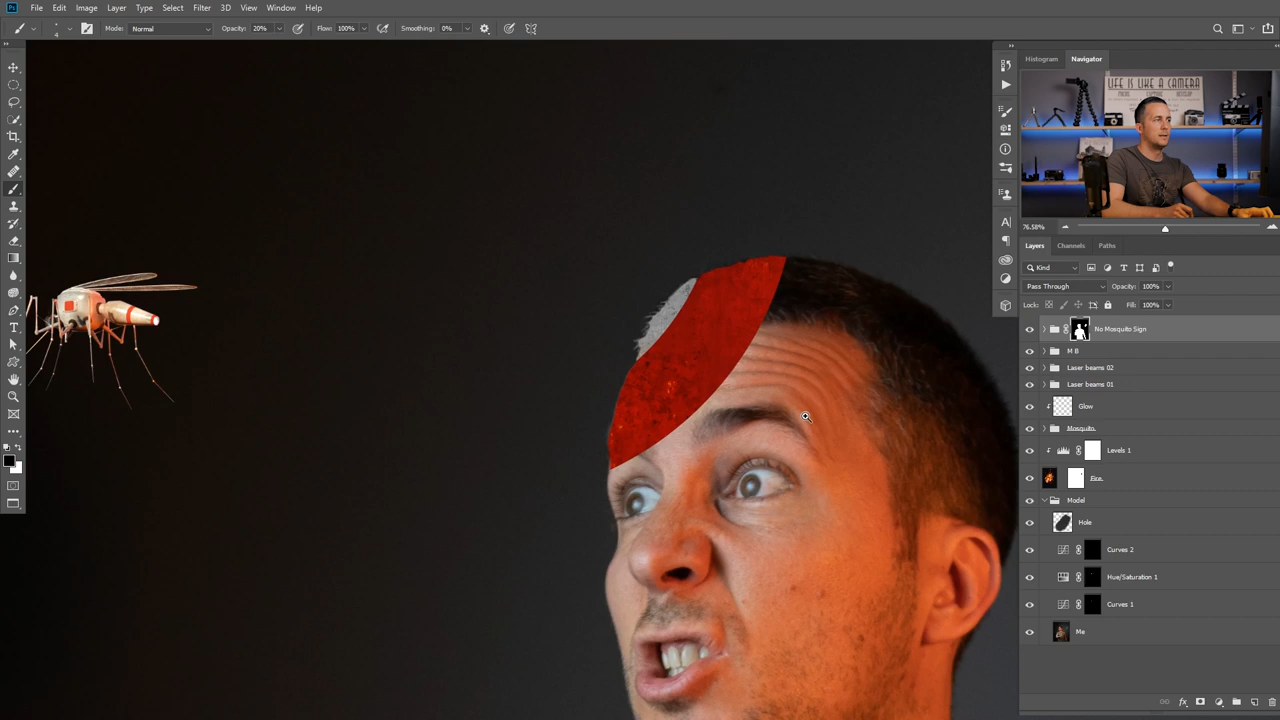 Ps File Edit Image Layer Type Select Filter 3D View Window Help
4 Mode: Normal Opacity: 20% Flow: 100% Smoothing: 0%
Histogram Navigator
LIFE IS LIKE A CAMERA
76.58%
Layers Channels Paths
Kind
Pass Through Opacity: 100%
Lock: Fill: 100%
No Mosquito Sign
M B
Laser beams 02
Laser beams 01
Glow
Mosquito
Levels 1
Fire
Model
Hole
Curves 2
Hue/Saturation 1
Curves 1
Me